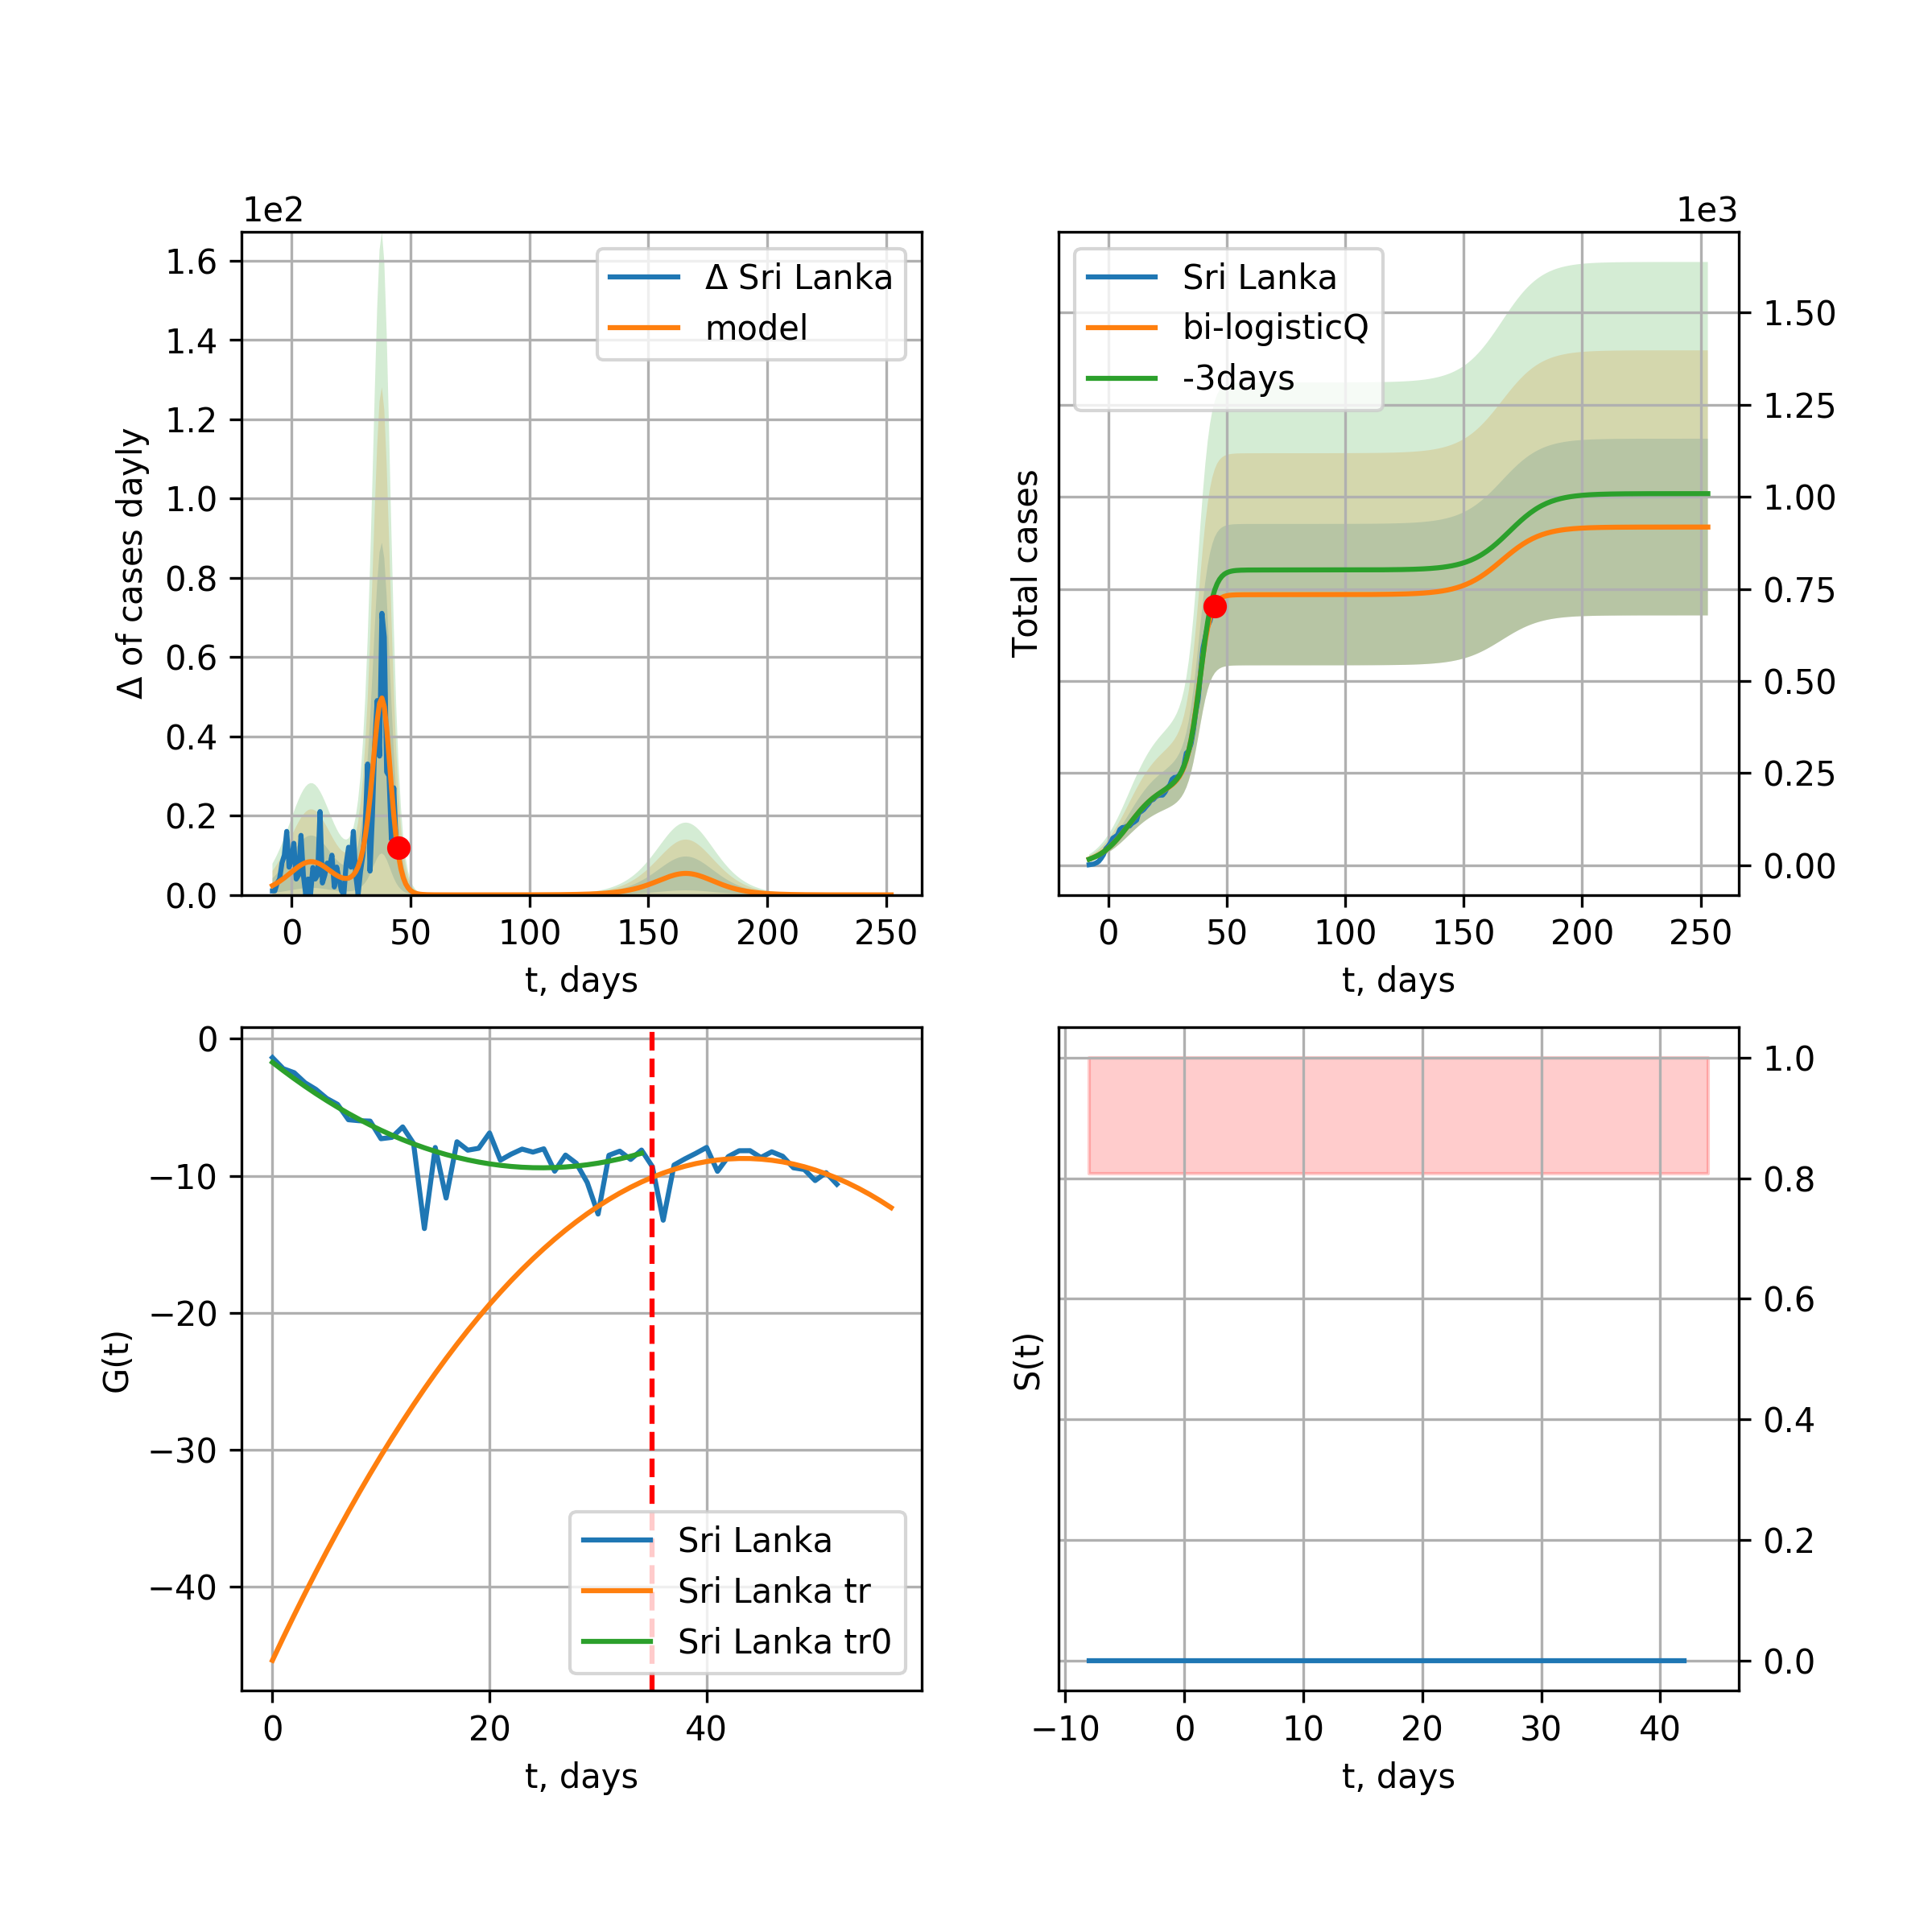 1e2
1.6
1.4
1.2
1.0
0.8
0.6
0.4
0.2
0.0
Δ of cases dayly
Δ Sri Lanka
model
0 50 100 150 200 250
t, days
1e3
Total cases
Sri Lanka
bi-logisticQ
-3days
1.50
1.25
1.00
0.75
0.50
0.25
0.00
0 50 100 150 200 250
t, days
0
−10
−20
−30
−40
G(t)
Sri Lanka
Sri Lanka tr
Sri Lanka tr0
0 20 40
t, days
S(t)
1.0
0.8
0.6
0.4
0.2
0.0
−10 0 10 20 30 40
t, days